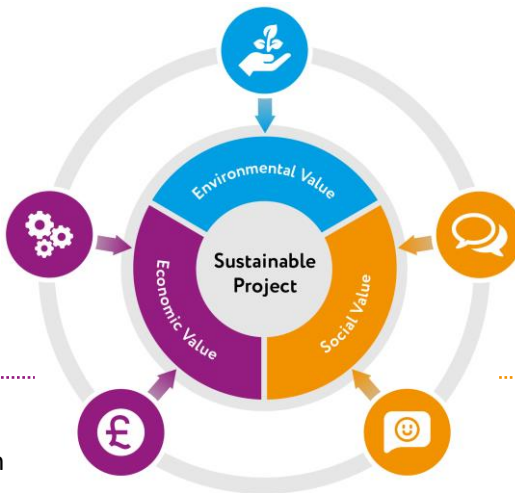 Environmental Value
Sustainable
Project
Economic Value
Social Value
£
n